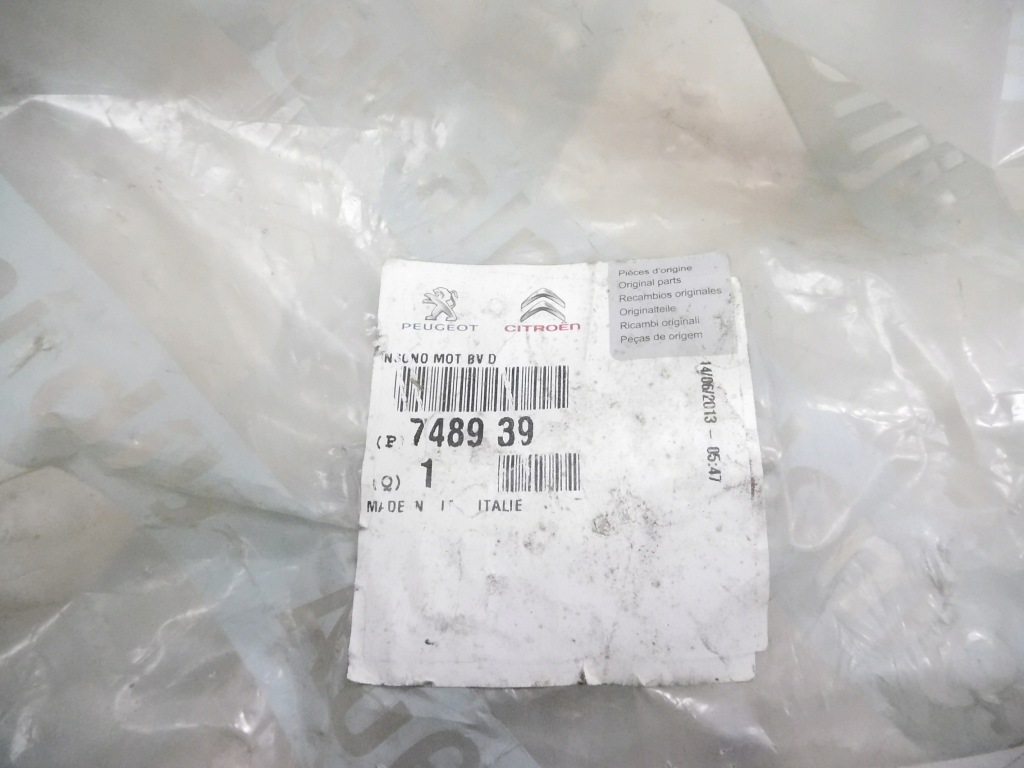 PEUGEOT CITROËN
Pièces d'origine
Original parts
Recambios originales
Originalteile
Ricambi originali
Peças de origem
MOT BV D
(P) 7489 39
(Q) 1
ITALIE
14/06/2013 - 05:47